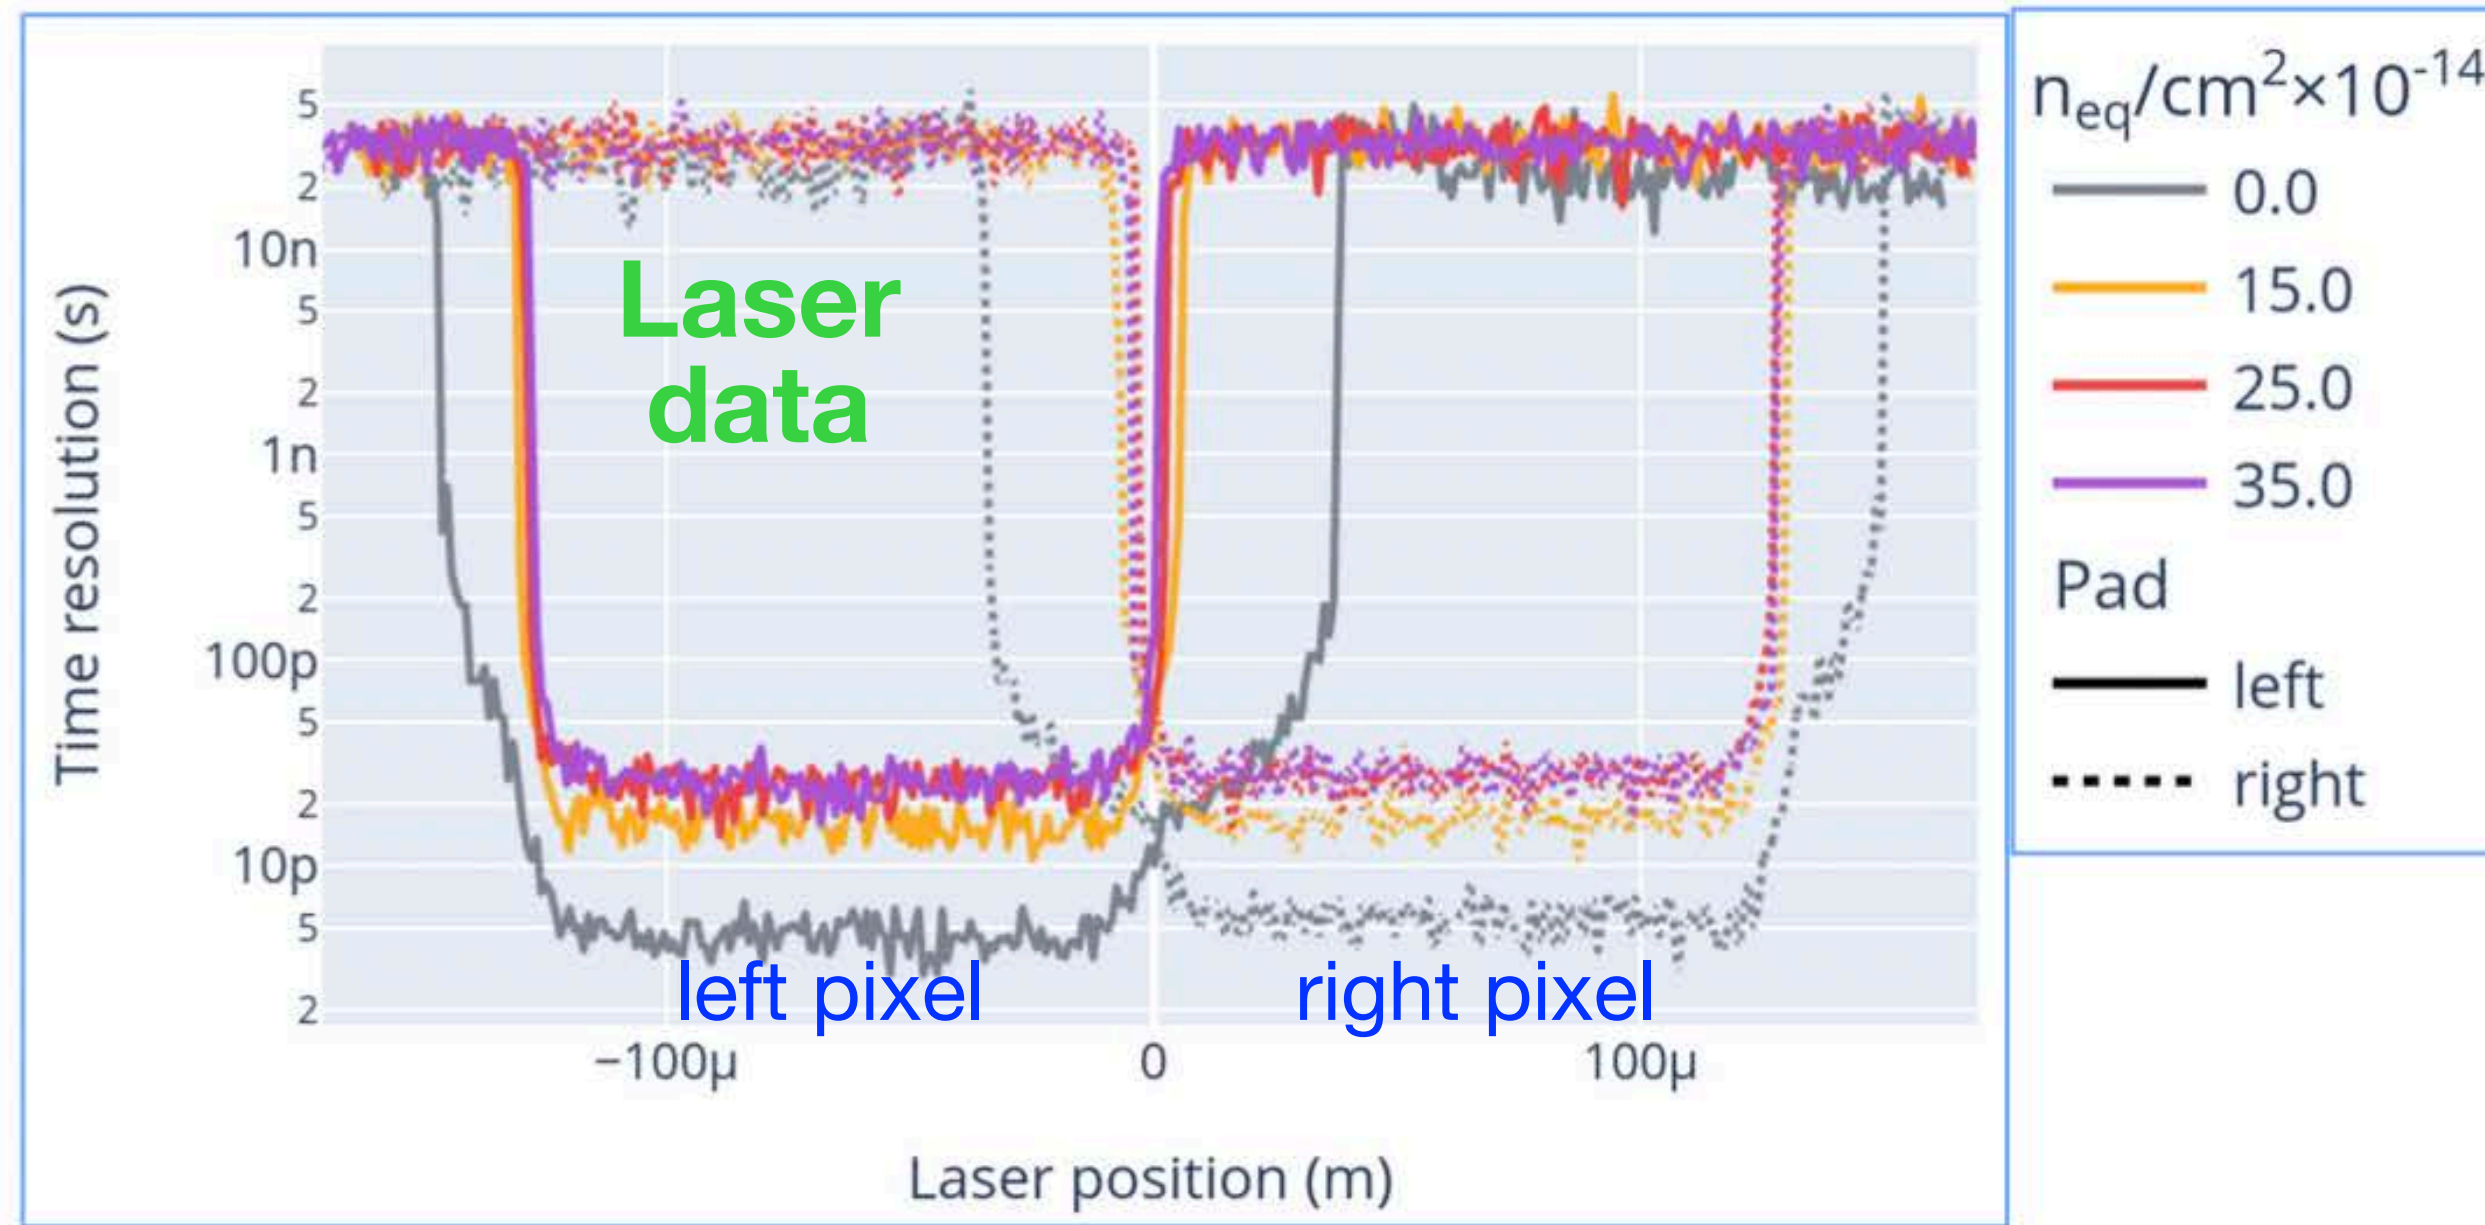 Time resolution (s)
5
2
10n
5
2
1n
5
2
100p
5
2
10p
5
2
Laser
data
left pixel
right pixel
−100μ
0
100μ
Laser position (m)
nₑq/cm²×10⁻¹⁴
0.0
15.0
25.0
35.0
Pad
left
right